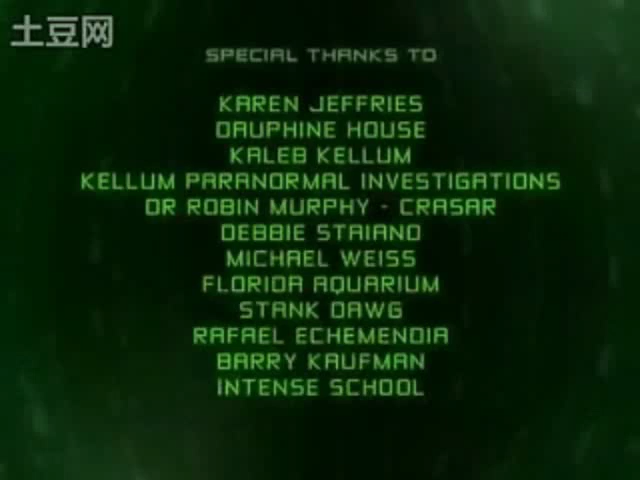 土豆网
SPECIAL THANKS TO
KAREN JEFFRIES
DAUPHINE HOUSE
KALEB KELLUM
KELLUM PARANORMAL INVESTIGATIONS
DR ROBIN MURPHY - CRASAR
DEBBIE STAIANO
MICHAEL WEISS
FLORIDA AQUARIUM
STANK DAWG
RAFAEL ECHEMENDIA
BARRY KAUFMAN
INTENSE SCHOOL